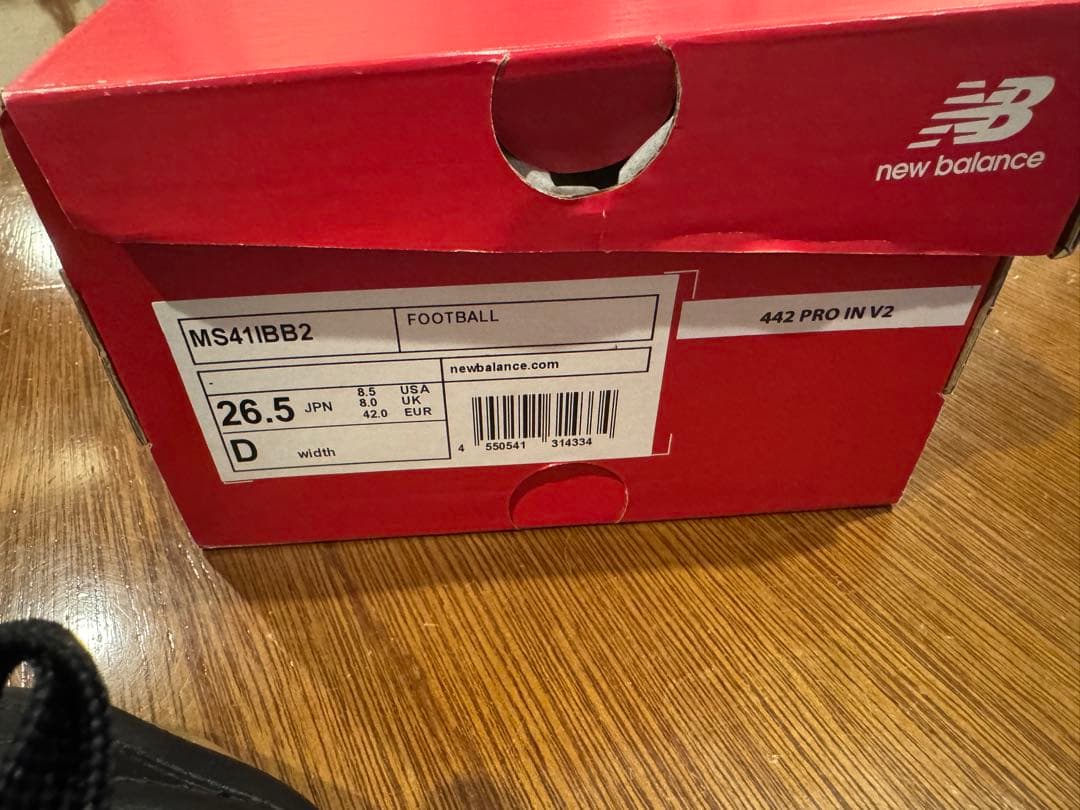 NB
new balance
MS41IBB2
FOOTBALL
442 PRO IN V2
-
newbalance.com
26.5 JPN
8.5 USA
8.0 UK
42.0 EUR
D width
4 550541 314334